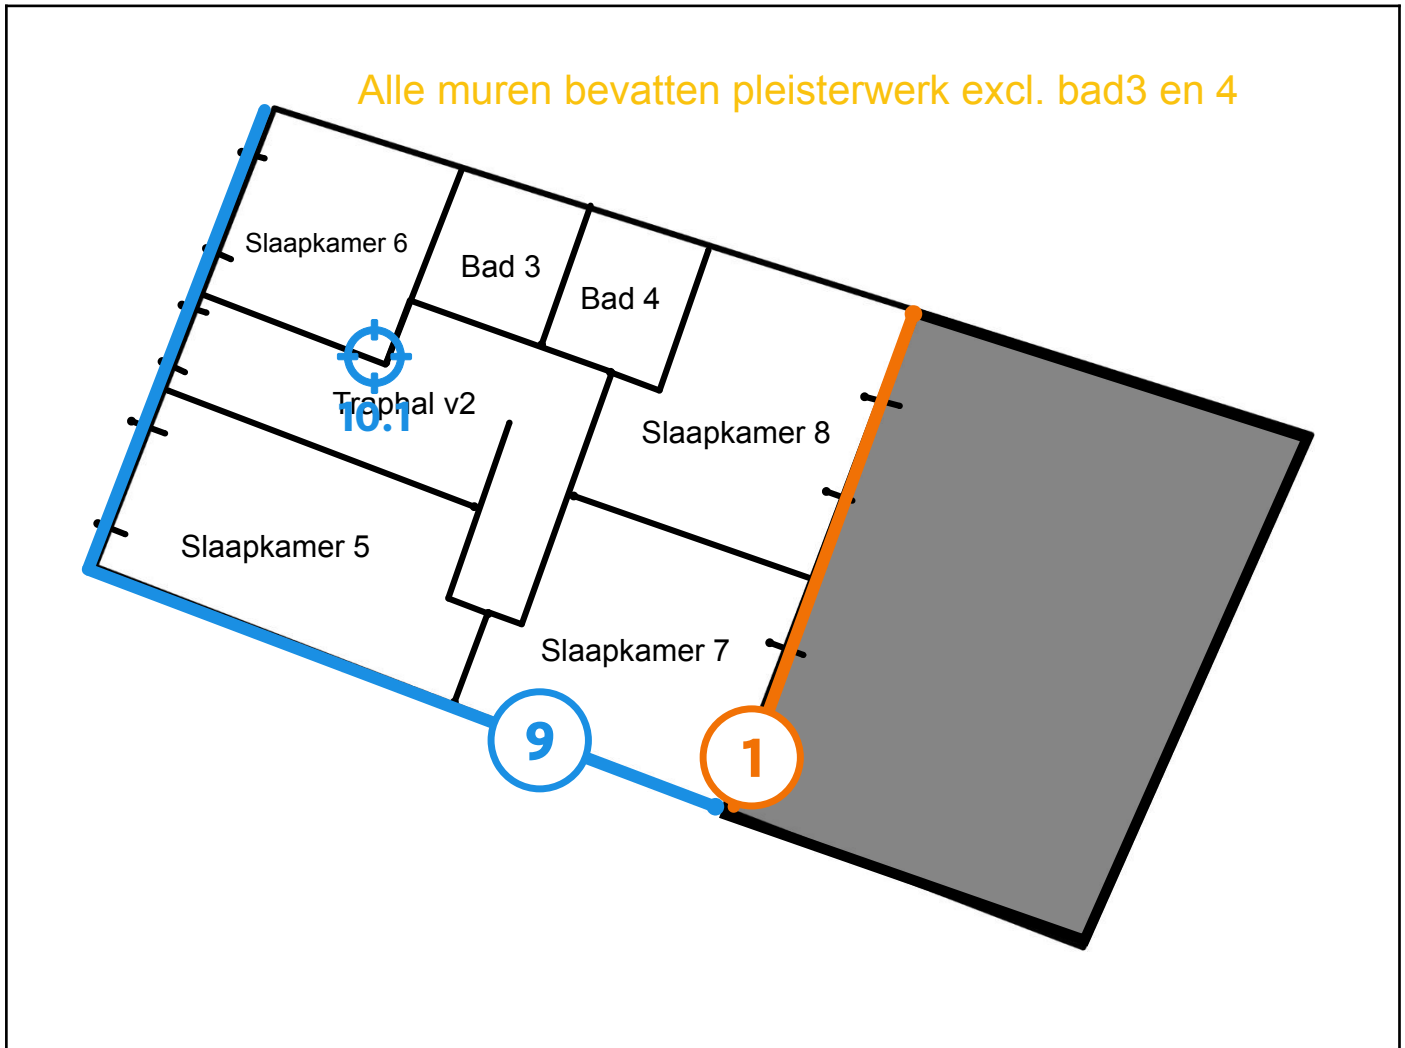 Alle muren bevatten pleisterwerk excl. bad3 en 4
Slaapkamer 6
Bad 3
Bad 4
Traphal v2
10.1
Slaapkamer 8
Slaapkamer 5
Slaapkamer 7
9
1